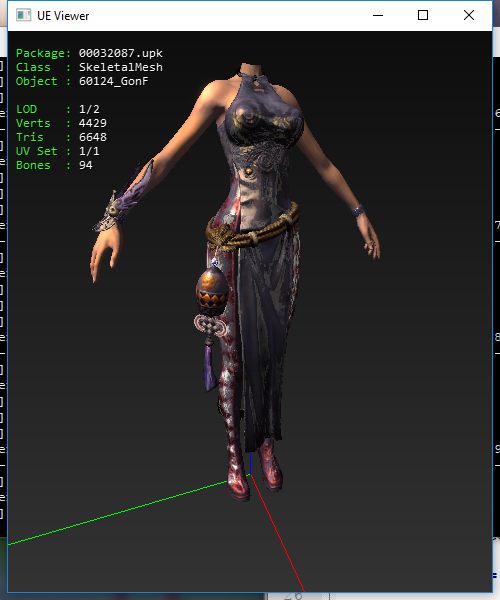 UE Viewer
Package: 00032087.upk
Class : SkeletalMesh
Object : 60124_GonF
LOD : 1/2
Verts : 4429
Tris : 6648
UV Set : 1/1
Bones : 94